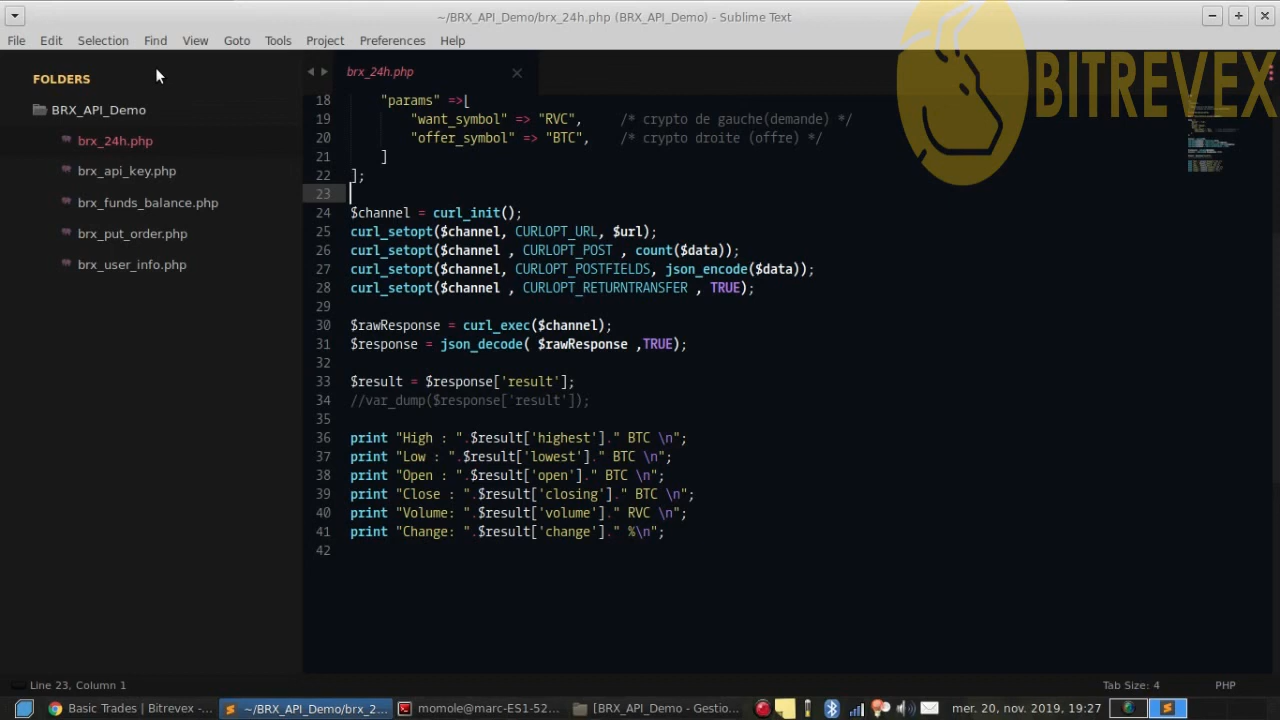 ~/BRX_API_Demo/brx_24h.php (BRX_API_Demo) - Sublime Text
File Edit Selection Find View Goto Tools Project Preferences Help
BITREVEX
FOLDERS
BRX_API_Demo
brx_24h.php
brx_api_key.php
brx_funds_balance.php
brx_put_order.php
brx_user_info.php
brx_24h.php
18 "params" =>[
19 "want_symbol" => "RVC", /* crypto de gauche(demande) */
20 "offer_symbol" => "BTC", /* crypto droite (offre) */
21 ]
22 ];
23
24 $channel = curl_init();
25 curl_setopt($channel, CURLOPT_URL, $url);
26 curl_setopt($channel , CURLOPT_POST , count($data));
27 curl_setopt($channel, CURLOPT_POSTFIELDS, json_encode($data));
28 curl_setopt($channel , CURLOPT_RETURNTRANSFER , TRUE);
29
30 $rawResponse = curl_exec($channel);
31 $response = json_decode( $rawResponse ,TRUE);
32
33 $result = $response['result'];
34 //var_dump($response['result']);
35
36 print "High : ".$result['highest']." BTC \n";
37 print "Low : ".$result['lowest']." BTC \n";
38 print "Open : ".$result['open']." BTC \n";
39 print "Close : ".$result['closing']." BTC \n";
40 print "Volume: ".$result['volume']." RVC \n";
41 print "Change: ".$result['change']." %\n";
42
Line 23, Column 1 Tab Size: 4 PHP
Basic Trades | Bitrevex -... ~/BRX_API_Demo/brx_2... momole@marc-ES1-52... [BRX_API_Demo - Gestio... mer. 20, nov. 2019, 19:27